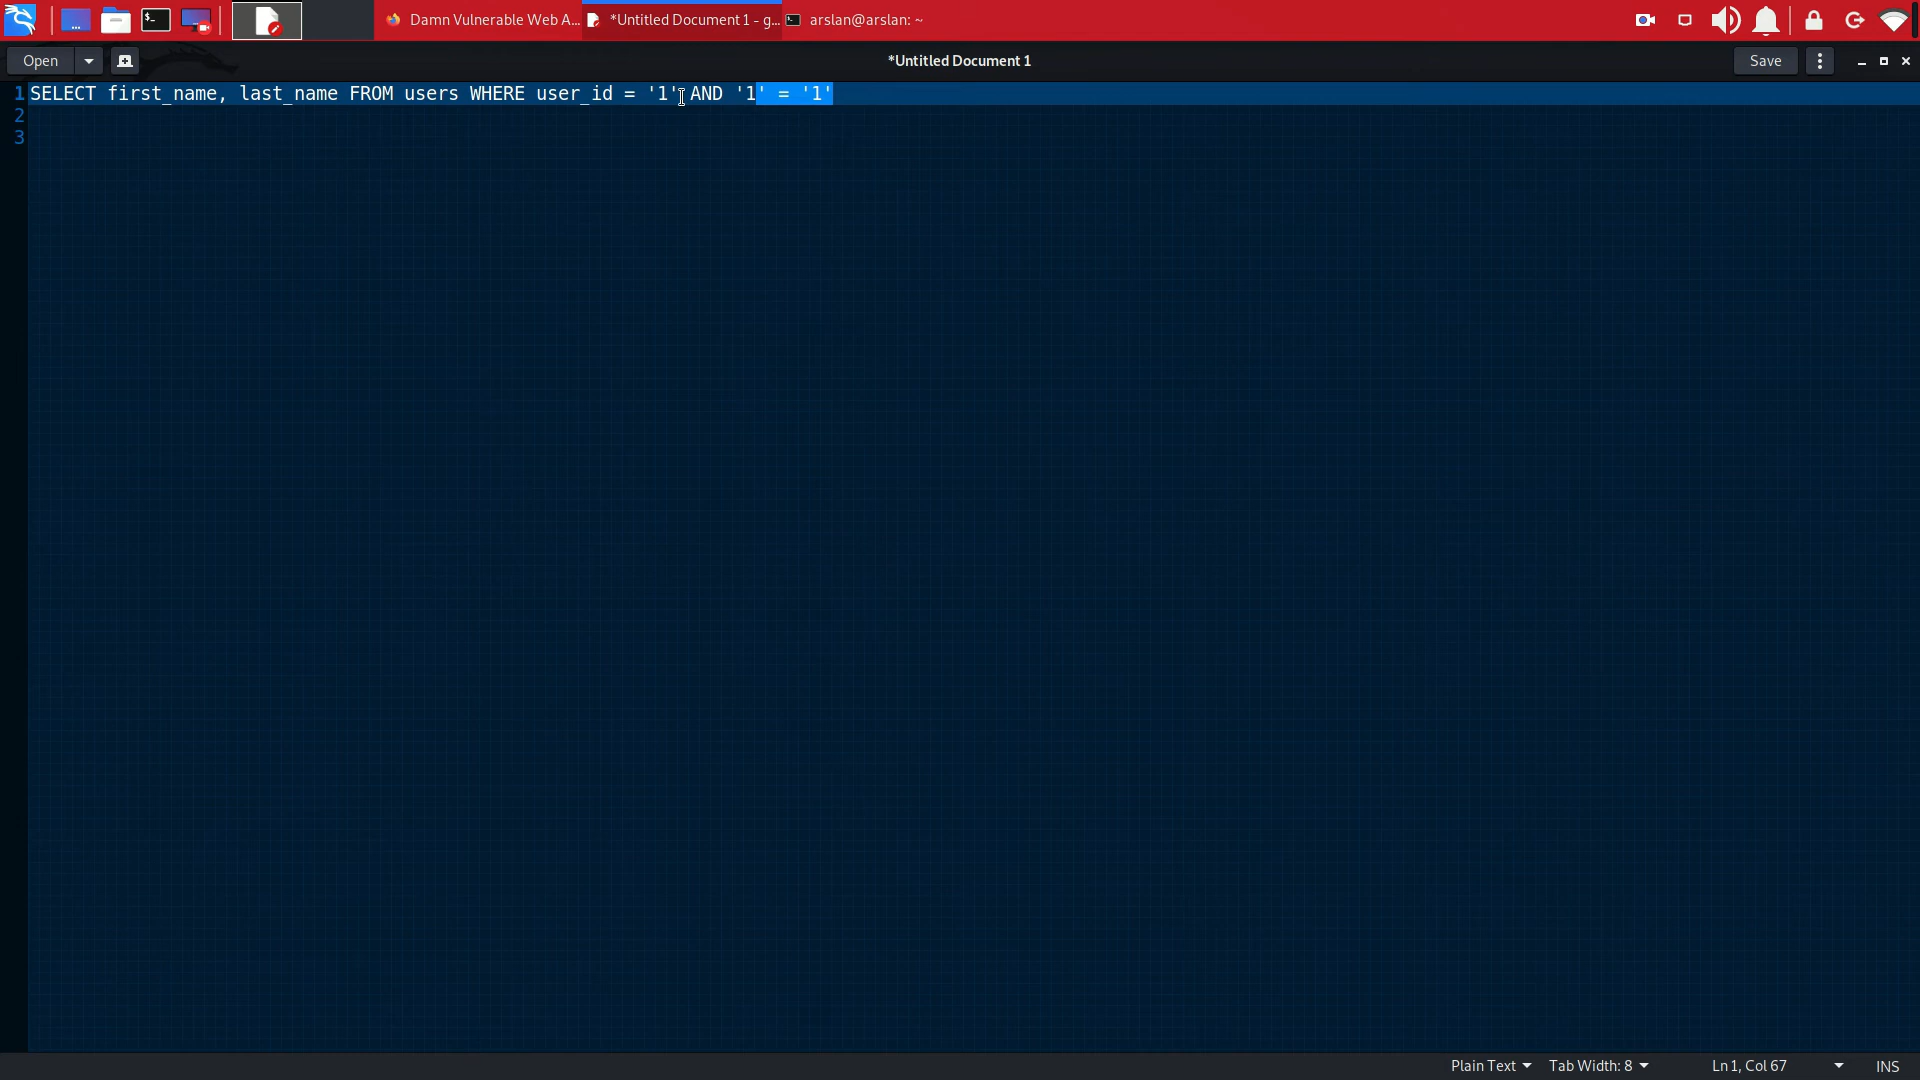 Damn Vulnerable Web A...
*Untitled Document 1 - g...
arslan@arslan: ~
Open
*Untitled Document 1
Save
1 SELECT first_name, last_name FROM users WHERE user_id = '1' AND '1' = '1'
2
3
Plain Text
Tab Width: 8
Ln 1, Col 67
INS